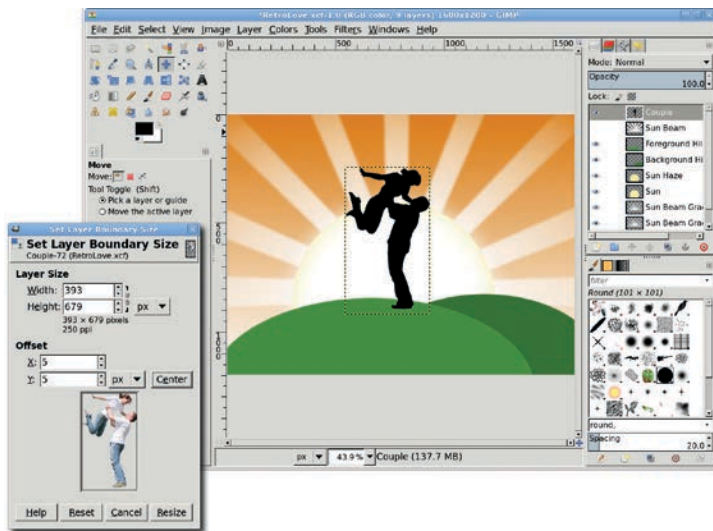 *RetroLove.xcf-1.0 (RGB color, 9 layers) 1600x1200 – GIMP
File Edit Select View Image Layer Colors Tools Filters Windows Help
0 500 1000 1500
Mode: Normal
Opacity
100.0
Lock:
Couple
Sun Beam
Foreground Hi
Background Hi
Sun Haze
Sun
Sun Beam Gra
Sun Beam Gra
Move
Move:
Tool Toggle (Shift)
Pick a layer or guide
Move the active layer
0
500
1000
filter
Round (101 × 101)
round,
Spacing
20.0
px 43.9% Couple (137.7 MB)
Set Layer Boundary Size
Set Layer Boundary Size
Couple-72 (RetroLove.xcf)
Layer Size
Width: 393
Height: 679 px
393 × 679 pixels
250 ppi
Offset
X: 5
Y: 5 px Center
Help Reset Cancel Resize